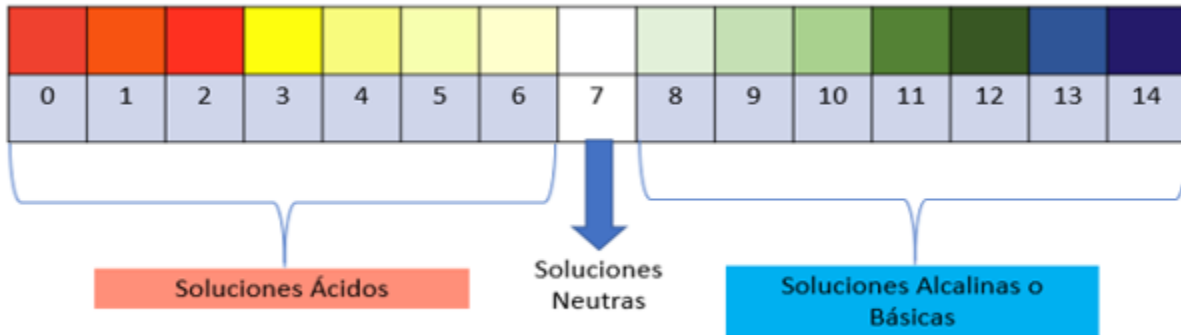 0 1 2 3 4 5 6 7 8 9 10 11 12 13 14
Soluciones Ácidos
Soluciones
Neutras
Soluciones Alcalinas o
Básicas